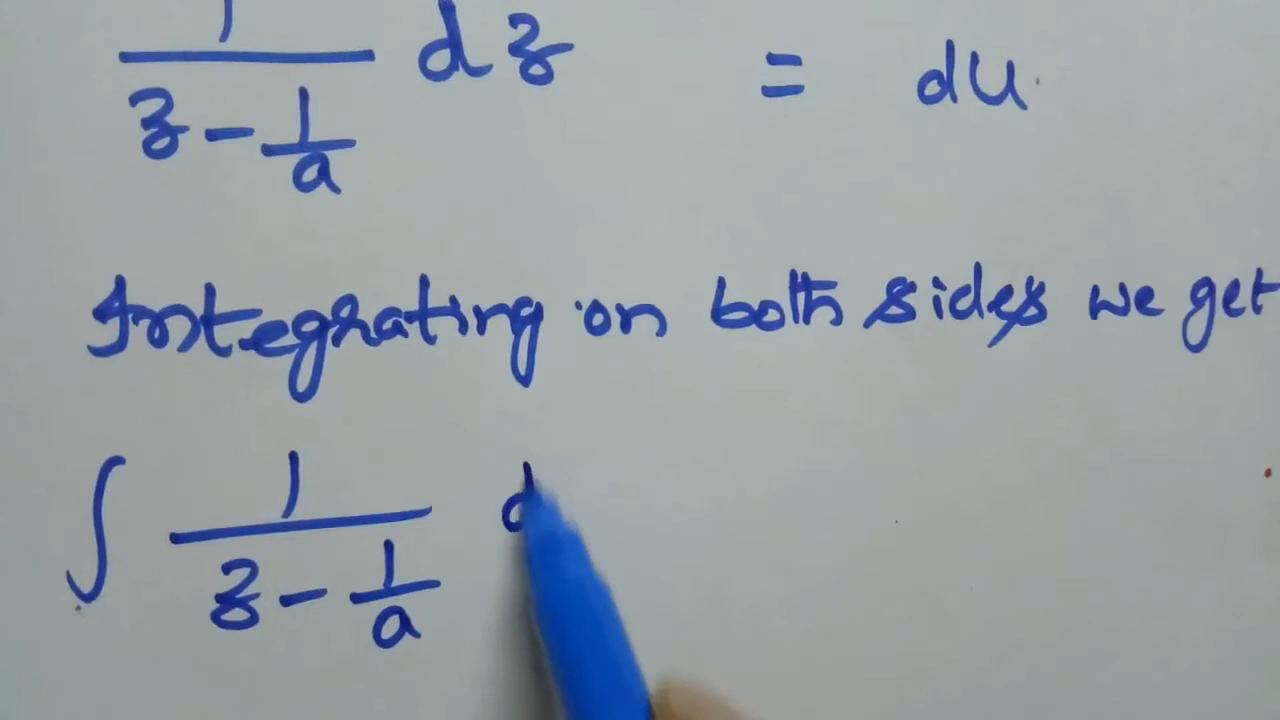 1/(z - 1/a) dz = du
Integrating on both sides we get
∫ 1/(z - 1/a) d